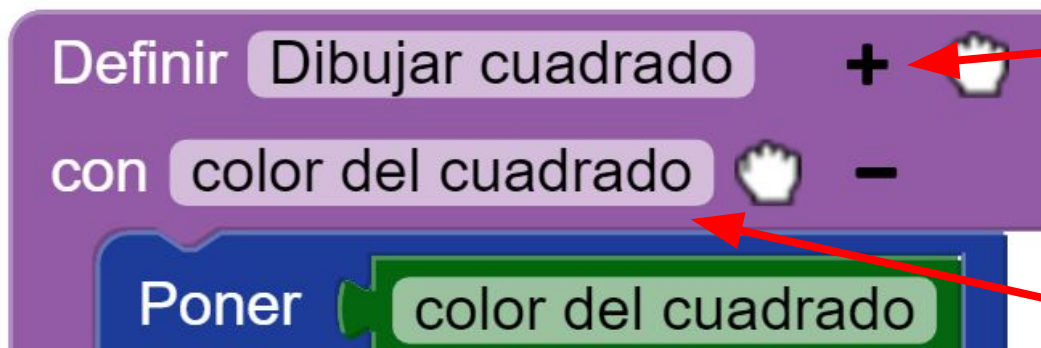 Definir Dibujar cuadrado +
con color del cuadrado −
Poner color del cuadrado